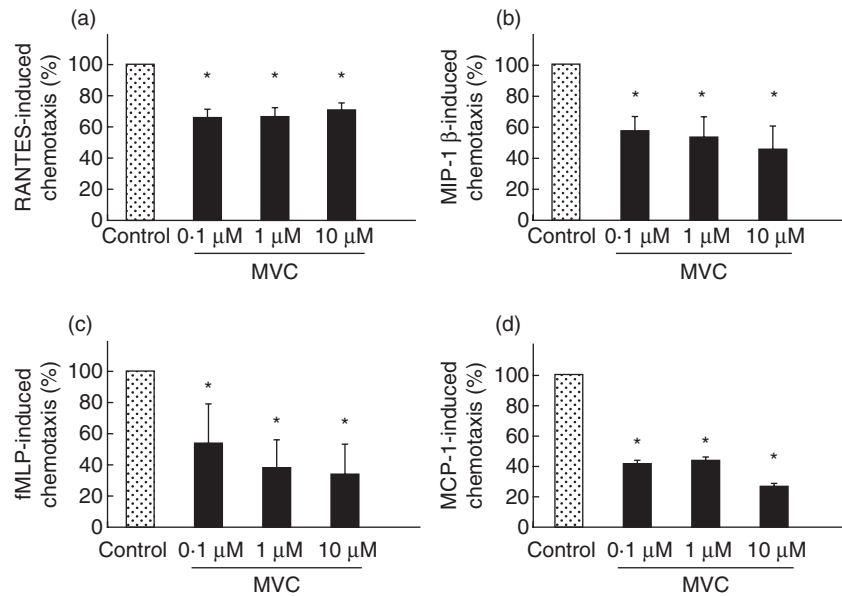 (a)
RANTES-induced
chemotaxis (%)
100
80
60
40
20
0
* * *
Control 0·1 μM 1 μM 10 μM
MVC
(b)
MIP-1 β-induced
chemotaxis (%)
100
80
60
40
20
0
* * *
Control 0·1 μM 1 μM 10 μM
MVC
(c)
fMLP-induced
chemotaxis (%)
100
80
60
40
20
0
* * *
Control 0·1 μM 1 μM 10 μM
MVC
(d)
MCP-1-induced
chemotaxis (%)
100
80
60
40
20
0
* * *
Control 0·1 μM 1 μM 10 μM
MVC